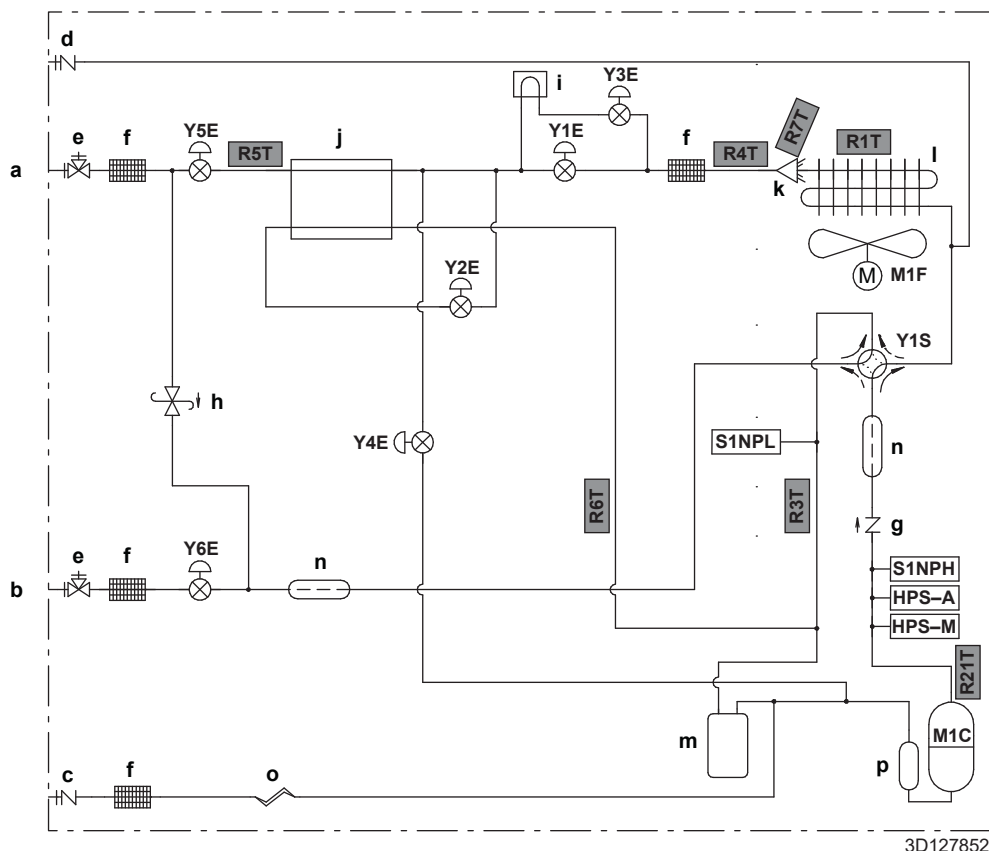 d
i
Y3E
e
f
Y5E
R5T
j
Y1E
f
R4T
R7T
R1T
l
a
k
Y2E
M
M1F
Y1S
h
Y4E
S1NPL
n
R6T
R3T
g
e
f
Y6E
n
S1NPH
b
HPS–A
HPS–M
R21T
m
M1C
p
c
f
o
3D127852